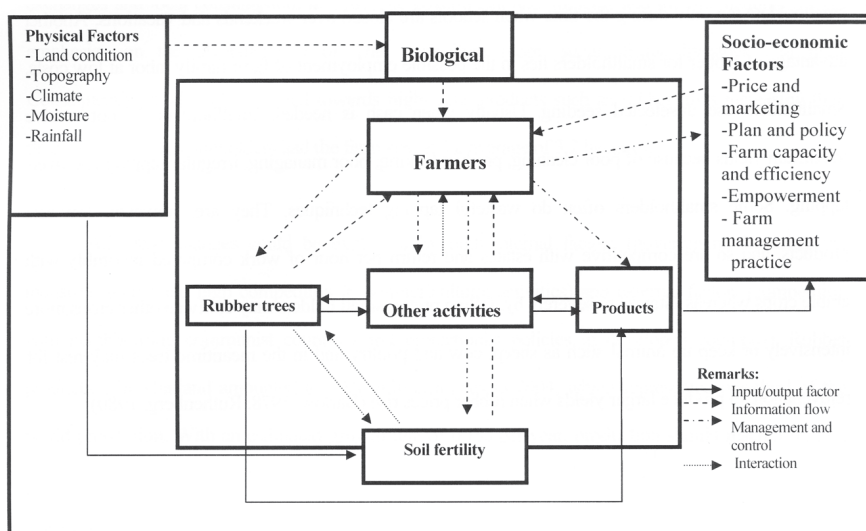 Physical Factors
- Land condition
-Topography
-Climate
-Moisture
-Rainfall
Biological
Socio-economic
Factors
-Price and
marketing
-Plan and policy
-Farm capacity
and efficiency
-Empowerment
- Farm
management
practice
Farmers
Rubber trees
Other activities
Products
Soil fertility
Remarks:
Input/output factor
Information flow
Management and
control
Interaction